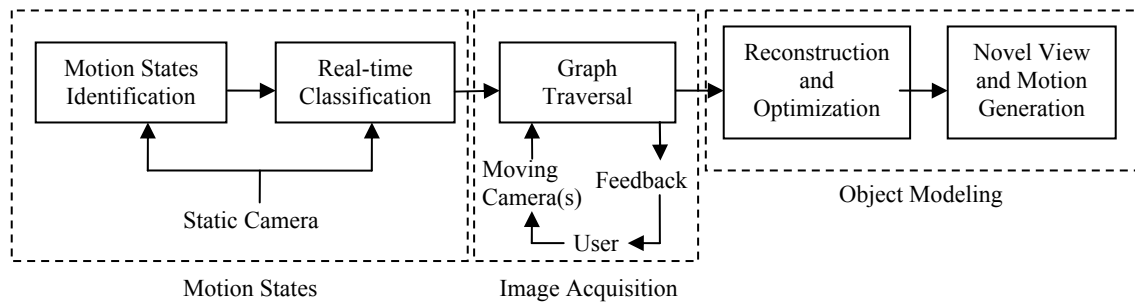 Motion States
Identification
Real-time
Classification
Static Camera
Motion States
Graph
Traversal
Moving
Camera(s)
Feedback
User
Image Acquisition
Reconstruction
and
Optimization
Novel View
and Motion
Generation
Object Modeling